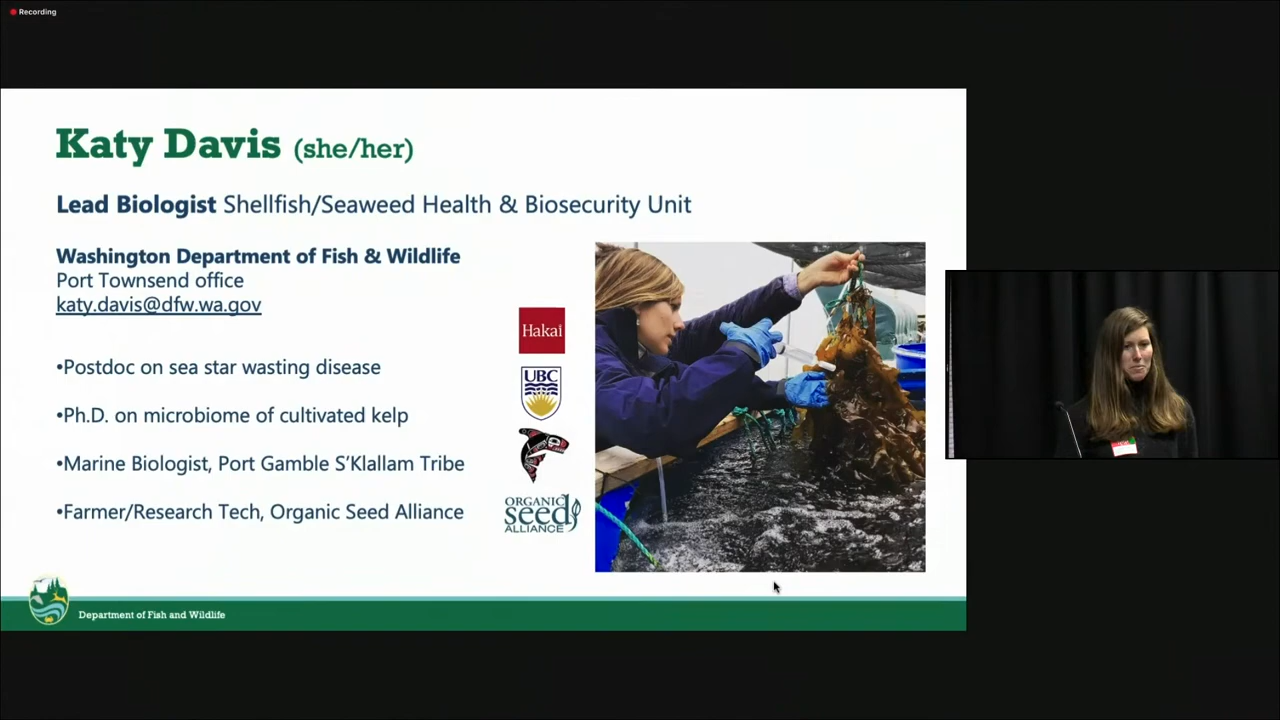 Recording
Katy Davis (she/her)
Lead Biologist Shellfish/Seaweed Health & Biosecurity Unit
Washington Department of Fish & Wildlife
Port Townsend office
katy.davis@dfw.wa.gov
•Postdoc on sea star wasting disease
•Ph.D. on microbiome of cultivated kelp
•Marine Biologist, Port Gamble S'Klallam Tribe
•Farmer/Research Tech, Organic Seed Alliance
Hakai
UBC
ORGANIC
seed
ALLIANCE
Department of Fish and Wildlife